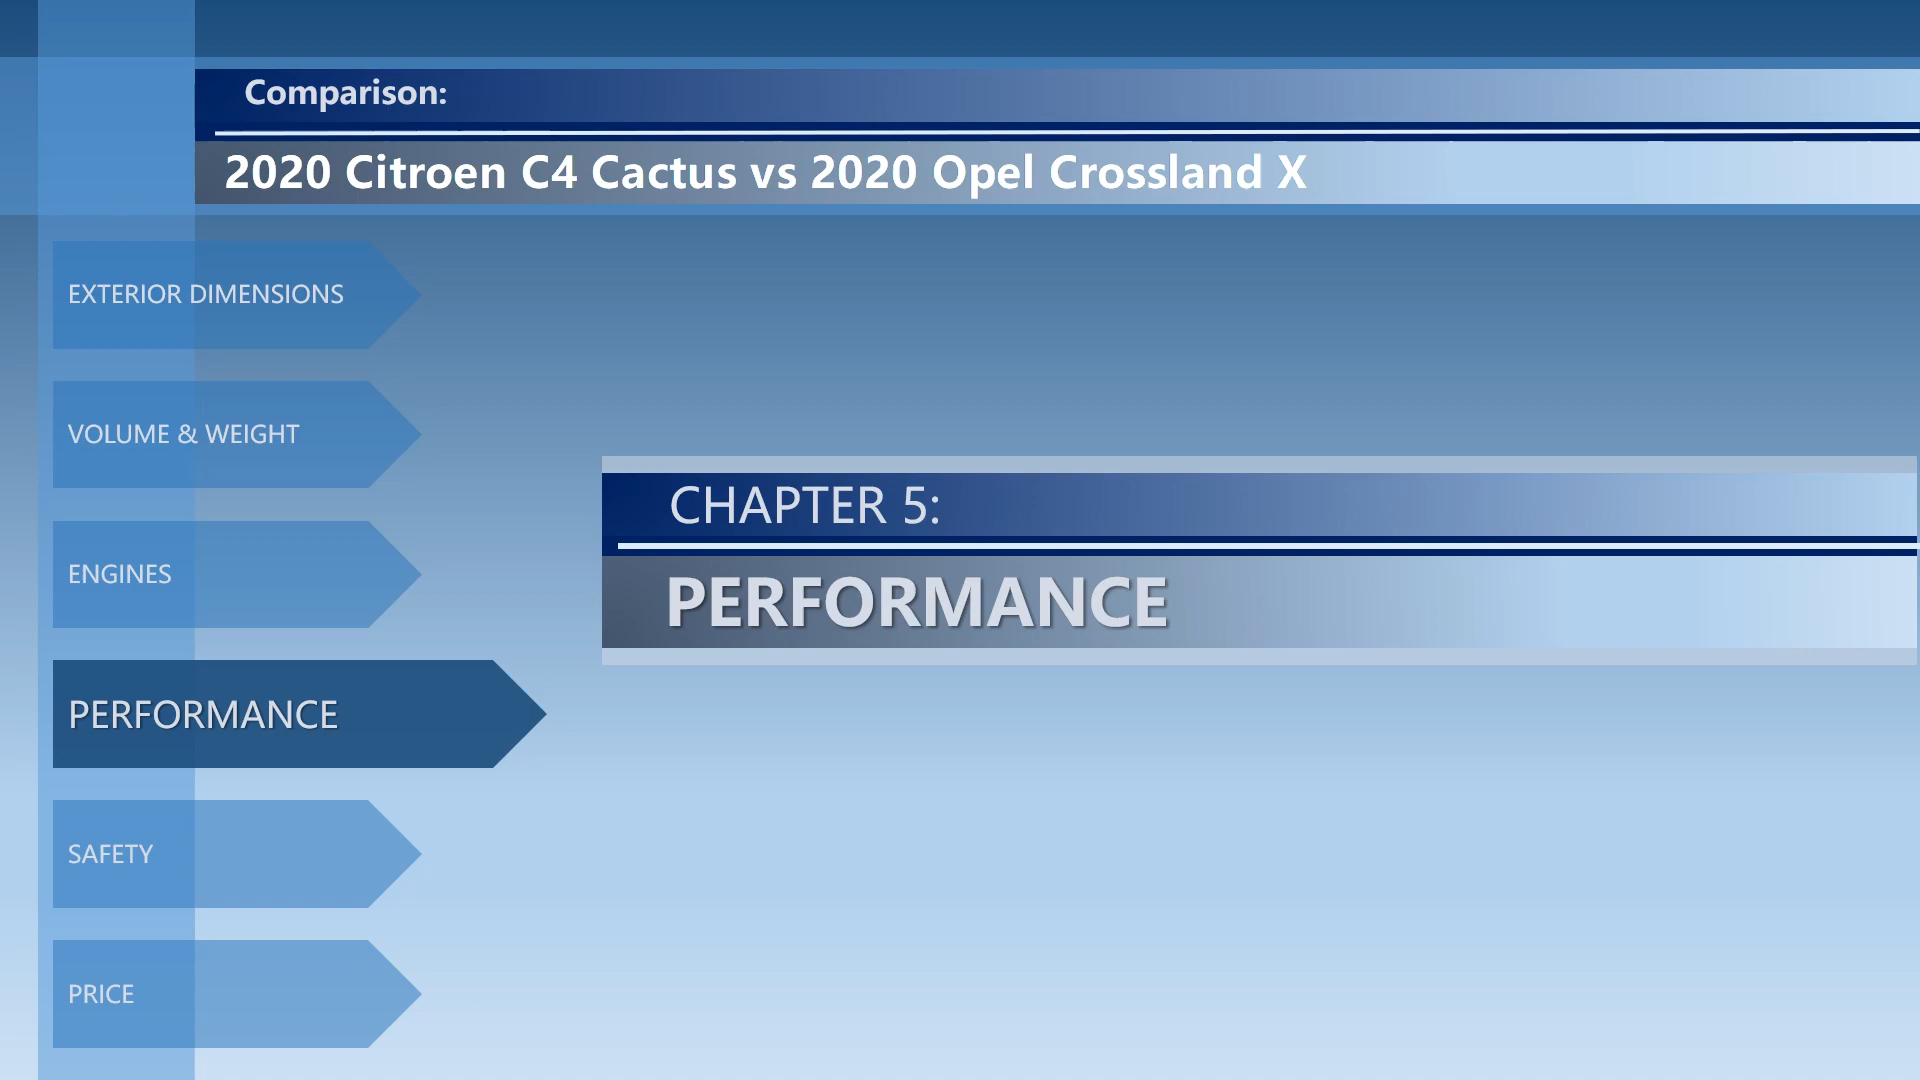 Comparison:
2020 Citroen C4 Cactus vs 2020 Opel Crossland X
EXTERIOR DIMENSIONS
VOLUME & WEIGHT
ENGINES
PERFORMANCE
SAFETY
PRICE
CHAPTER 5:
PERFORMANCE